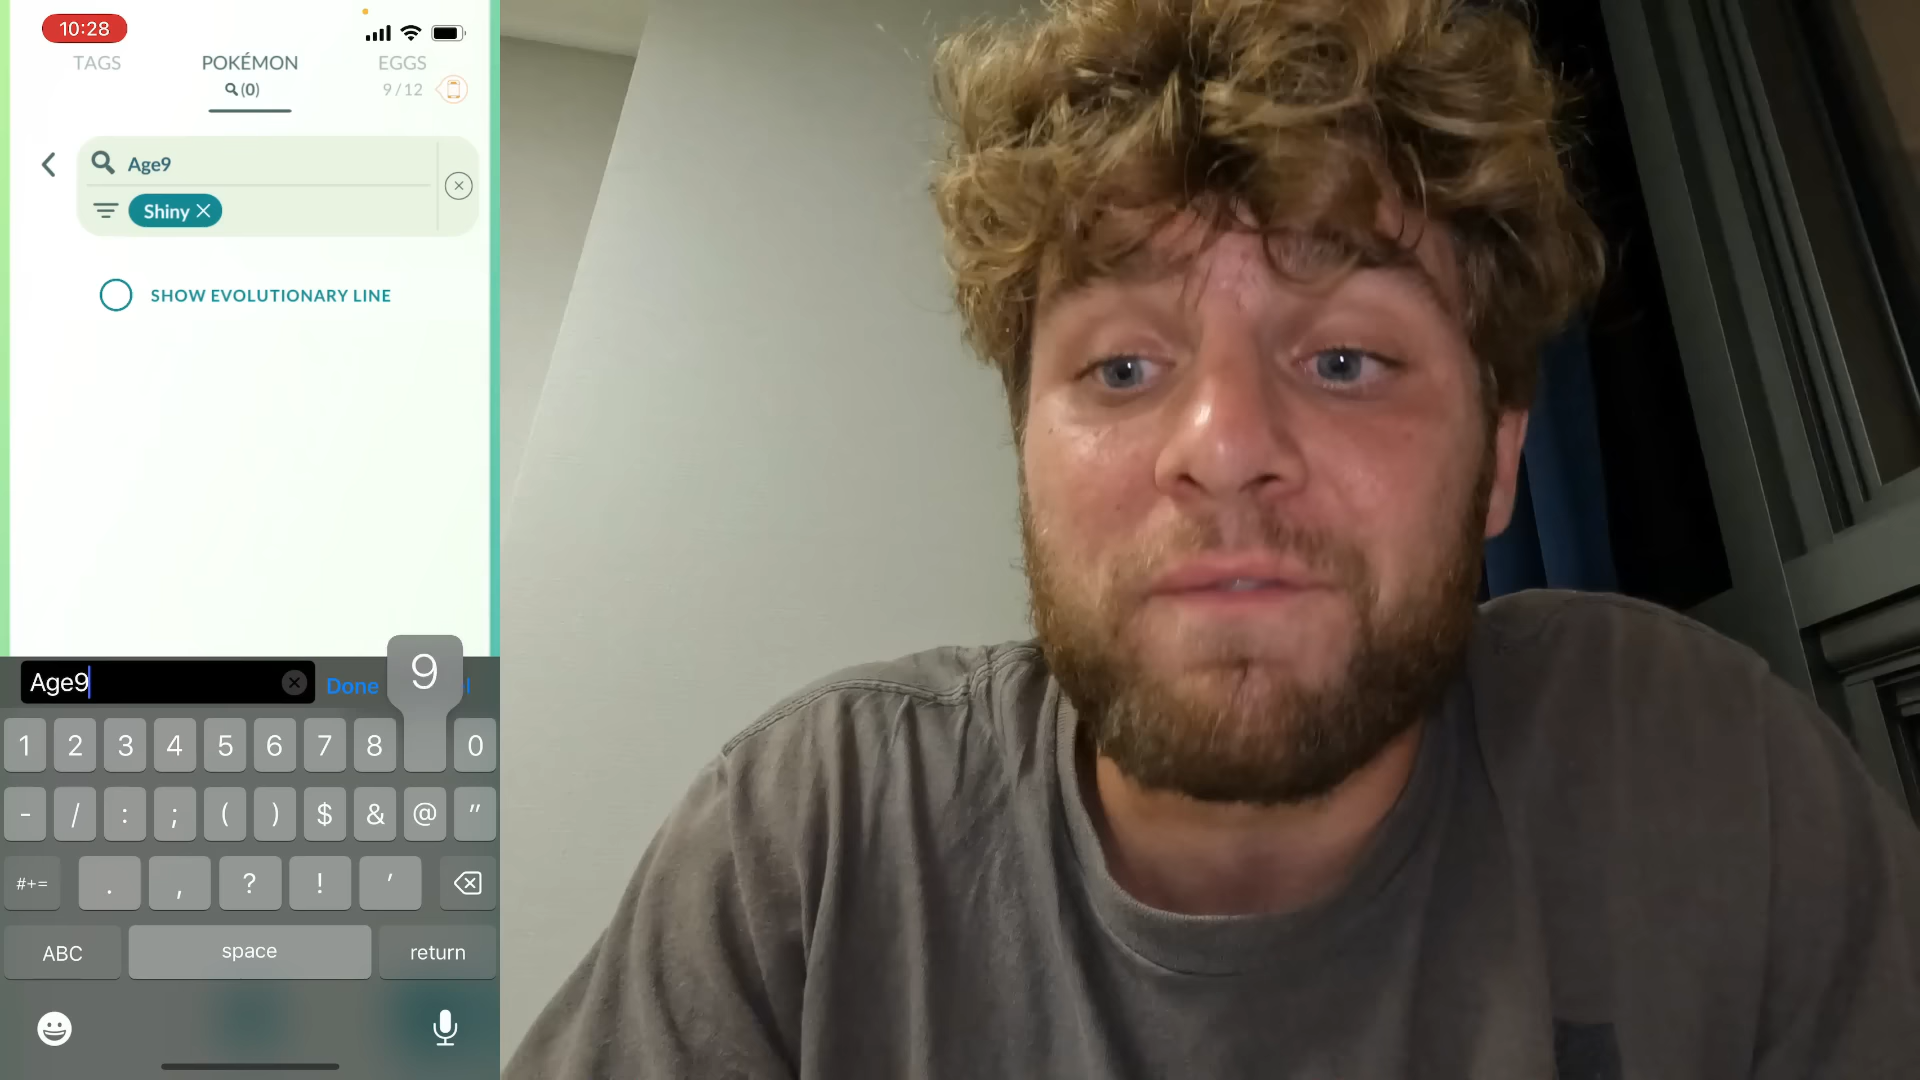 10:28
TAGS
POKÉMON
EGGS
(0)
9 / 12
Age9
Shiny
SHOW EVOLUTIONARY LINE
Age9
Done
9
1 2 3 4 5 6 7 8 0
- / : ; ( ) $ & @ "
#+= . , ? ! '
ABC space return